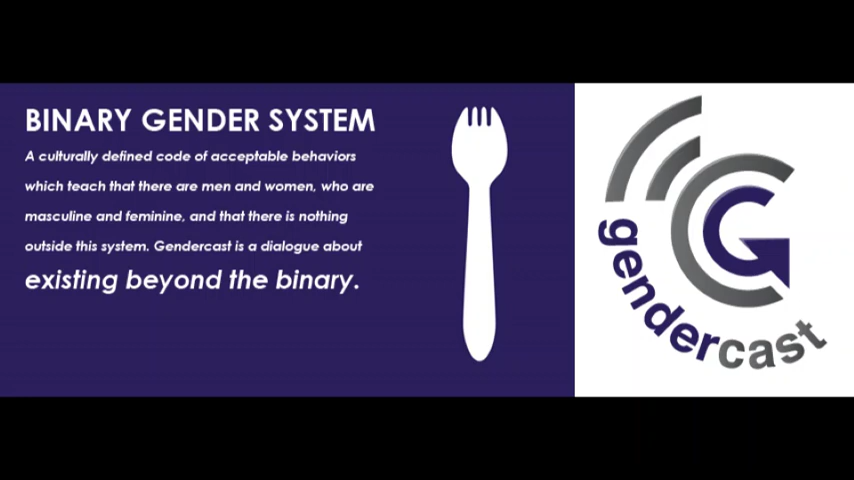 BINARY GENDER SYSTEM
A culturally defined code of acceptable behaviors
which teach that there are men and women, who are
masculine and feminine, and that there is nothing
outside this system. Gendercast is a dialogue about
existing beyond the binary.
gendercast